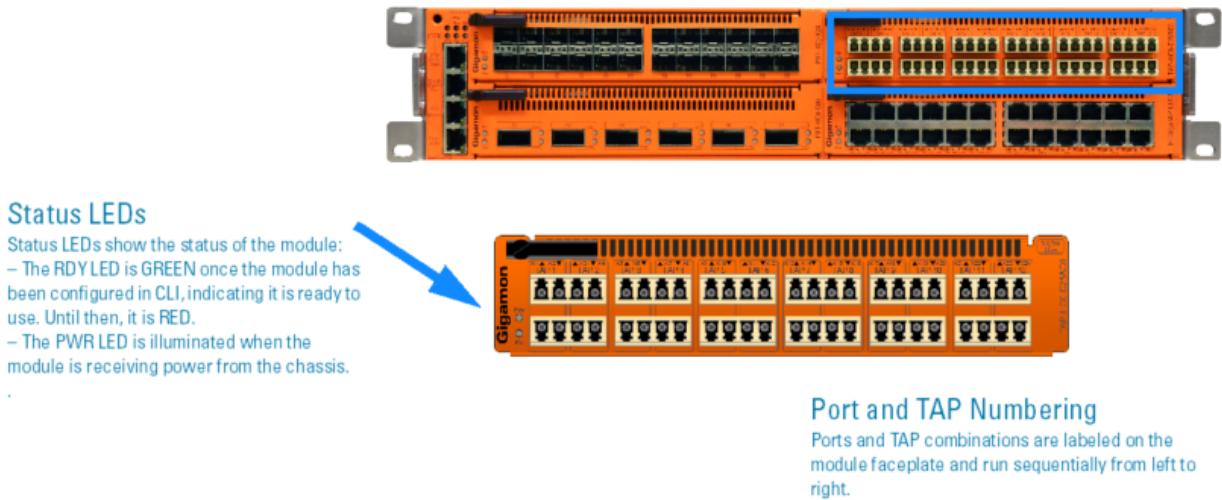 Gigamon
Gigamon
Gigamon
Gigamon
Status LEDs
Status LEDs show the status of the module:
– The RDY LED is GREEN once the module has
been configured in CLI, indicating it is ready to
use. Until then, it is RED.
– The PWR LED is illuminated when the
module is receiving power from the chassis.
.
Gigamon
Port and TAP Numbering
Ports and TAP combinations are labeled on the
module faceplate and run sequentially from left to
right.